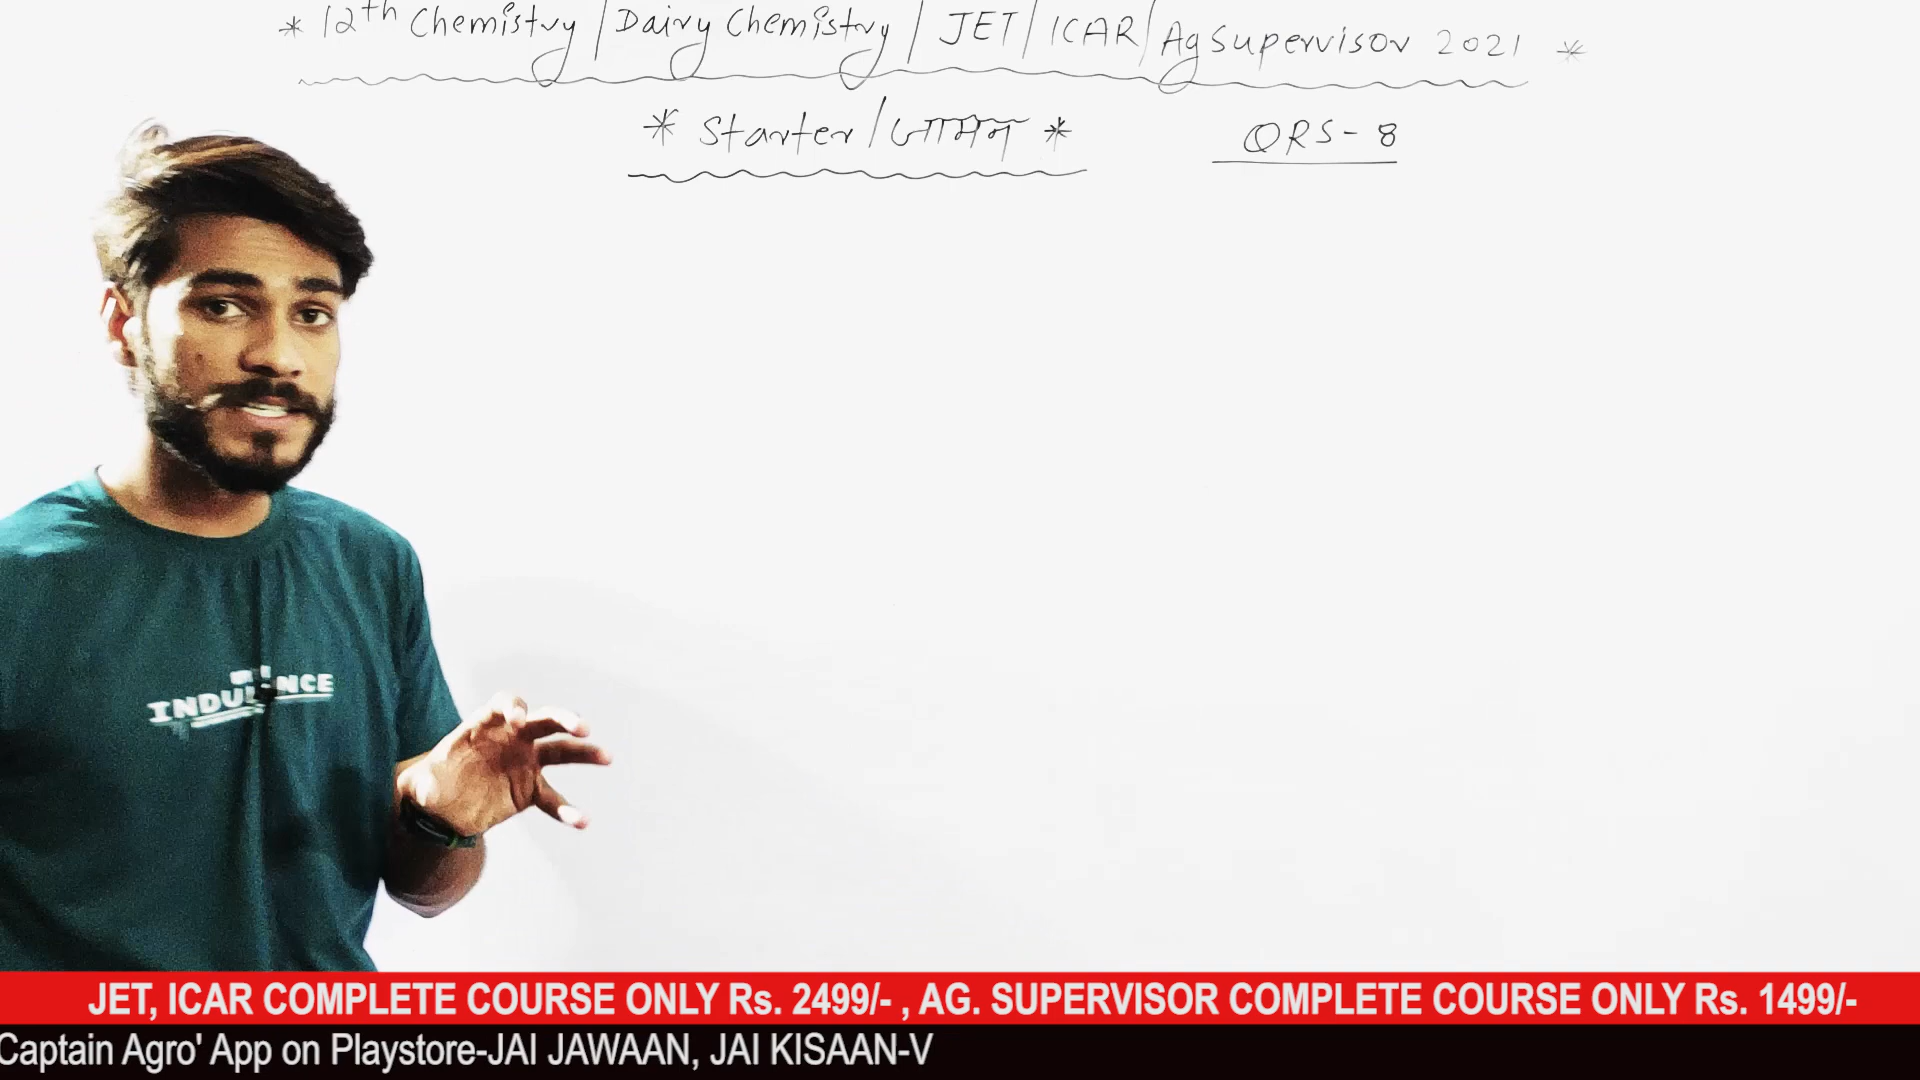 * 12th Chemistry / Dairy Chemistry / JET / ICAR / Ag Supervisor 2021 *
* Starter / जामन * QRS - 8
JET, ICAR COMPLETE COURSE ONLY Rs. 2499/- , AG. SUPERVISOR COMPLETE COURSE ONLY Rs. 1499/-
Captain Agro' App on Playstore-JAI JAWAAN, JAI KISAAN-V